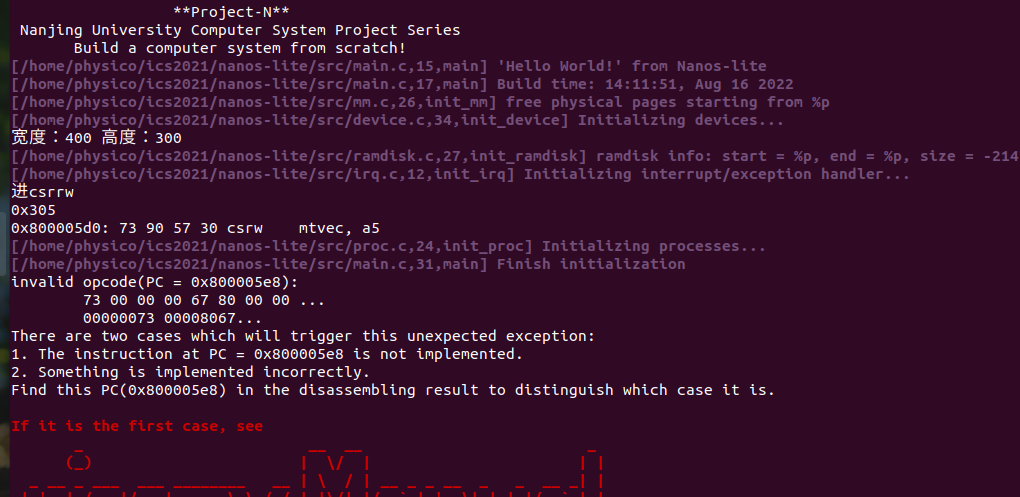 **Project-N**
Nanjing University Computer System Project Series
Build a computer system from scratch!
[/home/physico/ics2021/nanos-lite/src/main.c,15,main] 'Hello World!' from Nanos-lite
[/home/physico/ics2021/nanos-lite/src/main.c,17,main] Build time: 14:11:51, Aug 16 2022
[/home/physico/ics2021/nanos-lite/src/mm.c,26,init_mm] free physical pages starting from %p
[/home/physico/ics2021/nanos-lite/src/device.c,34,init_device] Initializing devices...
宽度：400 高度：300
[/home/physico/ics2021/nanos-lite/src/ramdisk.c,27,init_ramdisk] ramdisk info: start = %p, end = %p, size = -214
[/home/physico/ics2021/nanos-lite/src/irq.c,12,init_irq] Initializing interrupt/exception handler...
进csrrw
0x305
0x800005d0: 73 90 57 30 csrw    mtvec, a5
[/home/physico/ics2021/nanos-lite/src/proc.c,24,init_proc] Initializing processes...
[/home/physico/ics2021/nanos-lite/src/main.c,31,main] Finish initialization
invalid opcode(PC = 0x800005e8):
73 00 00 00 67 80 00 00 ...
00000073 00008067...
There are two cases which will trigger this unexpected exception:
1. The instruction at PC = 0x800005e8 is not implemented.
2. Something is implemented incorrectly.
Find this PC(0x800005e8) in the disassembling result to distinguish which case it is.
If it is the first case, see